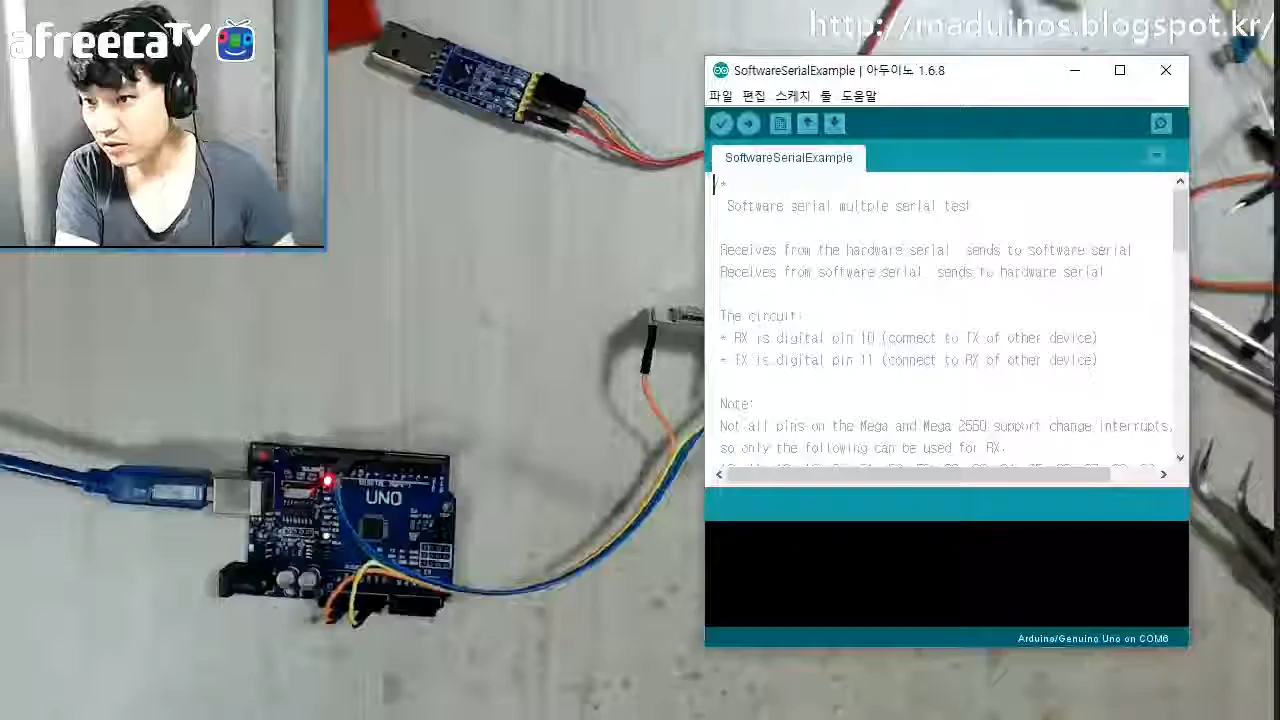 afreecaTV
http://maduinos.blogspot.kr/
SoftwareSerialExample | 아두이노 1.6.8
파일 편집 스케치 툴 도움말
SoftwareSerialExample
/*
Software serial multple serial test
Receives from the hardware serial sends to software serial
Receives from software serial sends to hardware serial
The circuit:
* RX is digital pin 10 (connect to TX of other device)
* TX is digital pin 11 (connect to RX of other device)
Note:
Not all pins on the Mega and Mega 2560 support change interrupts,
so only the following can be used for RX:
UNO
Arduino/Genuino Uno on COM6